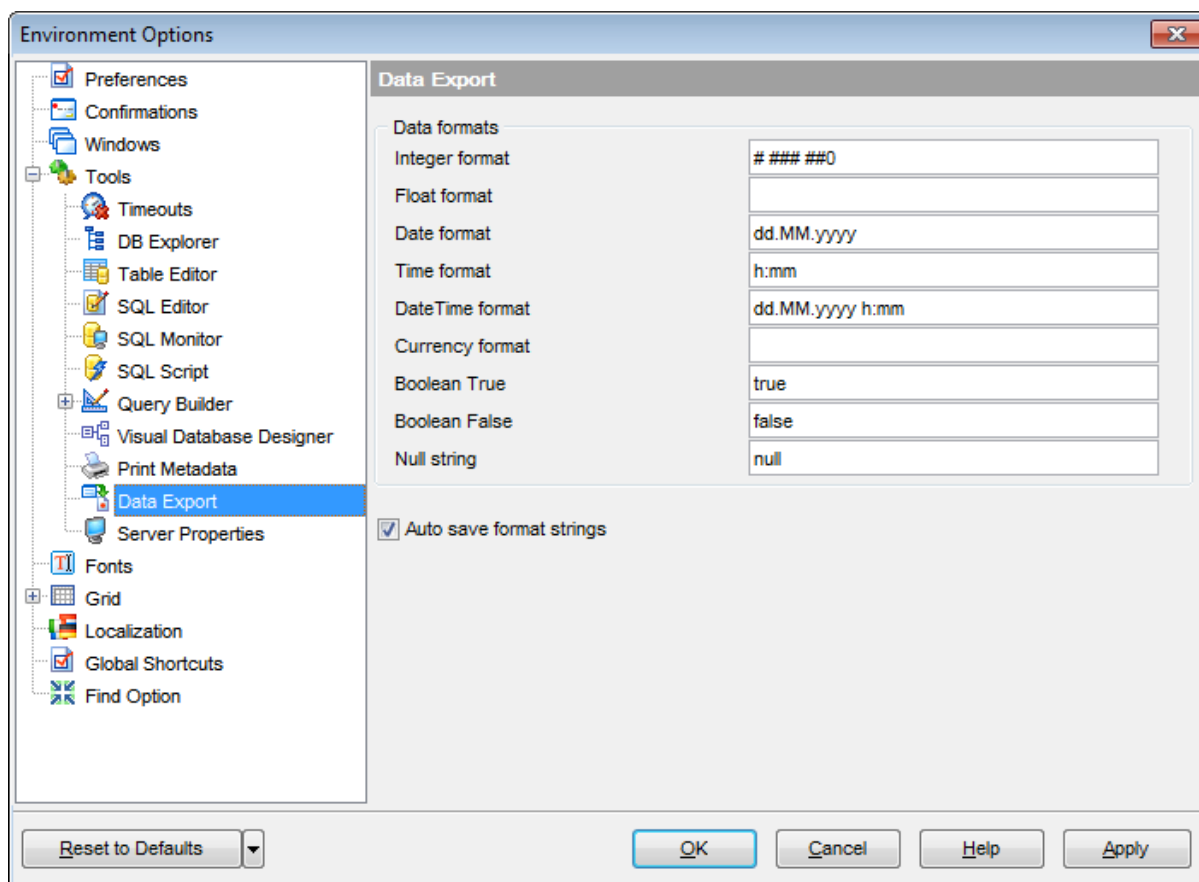 Environment Options
Preferences
Confirmations
Windows
Tools
Timeouts
DB Explorer
Table Editor
SQL Editor
SQL Monitor
SQL Script
Query Builder
Visual Database Designer
Print Metadata
Data Export
Server Properties
Fonts
Grid
Localization
Global Shortcuts
Find Option
Data Export
Data formats
Integer format # ### ##0
Float format
Date format dd.MM.yyyy
Time format h:mm
DateTime format dd.MM.yyyy h:mm
Currency format
Boolean True true
Boolean False false
Null string null
Auto save format strings
Reset to Defaults OK Cancel Help Apply